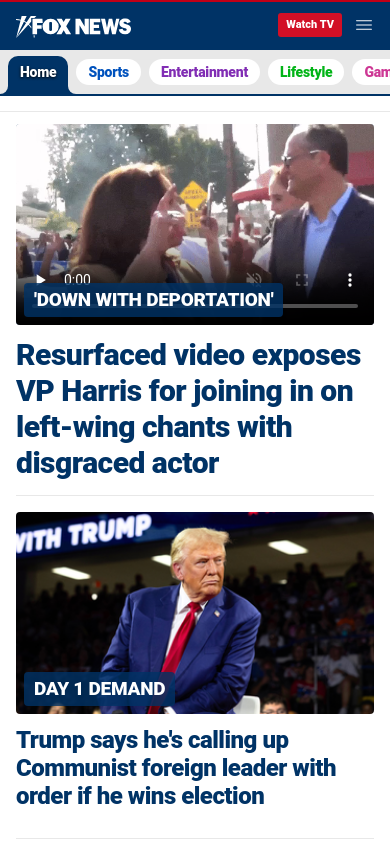 FOX NEWS
Watch TV
Home
Sports
Entertainment
Lifestyle
Gam
0:00
'DOWN WITH DEPORTATION'
Resurfaced video exposes
VP Harris for joining in on
left-wing chants with
disgraced actor
WITH TRUMP
DAY 1 DEMAND
Trump says he's calling up
Communist foreign leader with
order if he wins election